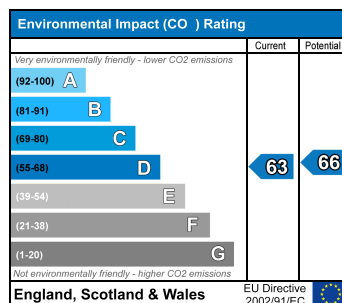 Environmental Impact (CO ) Rating
Current Potential
Very environmentally friendly - lower CO2 emissions
(92-100) A
(81-91) B
(69-80) C
(55-68) D 63 66
(39-54) E
(21-38) F
(1-20) G
Not environmentally friendly - higher CO2 emissions
England, Scotland & Wales
EU Directive
2002/91/EC